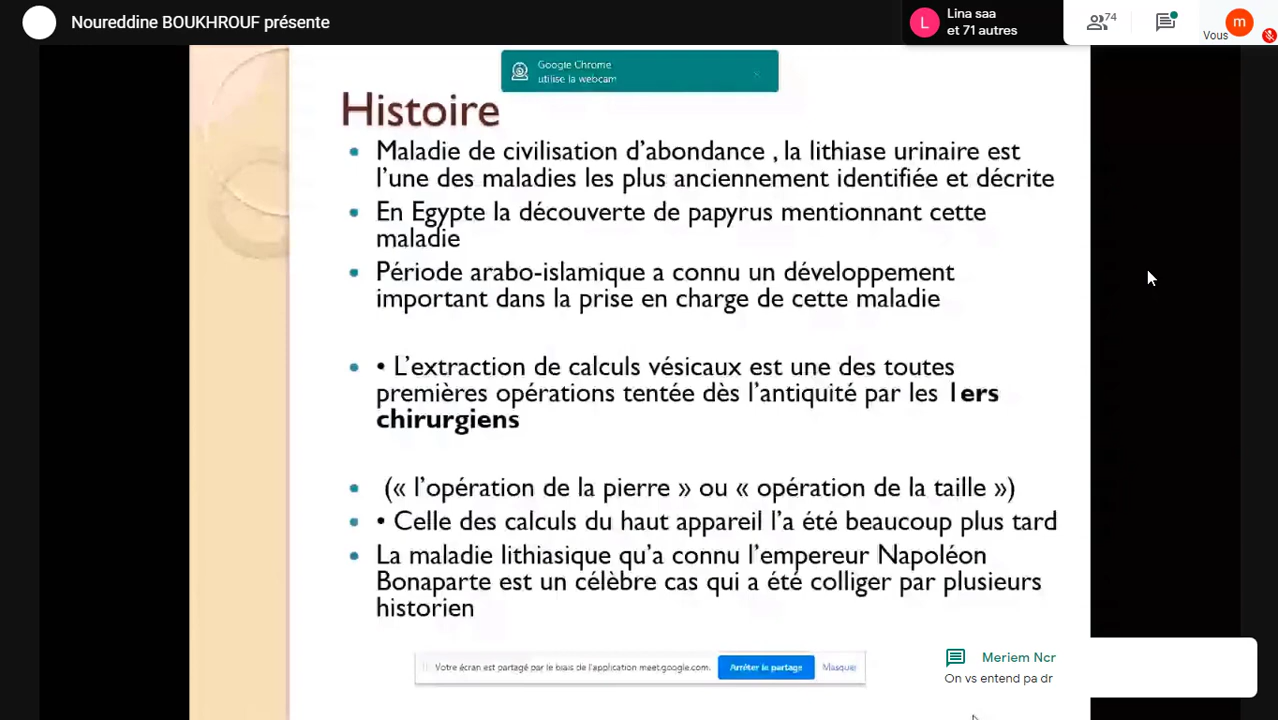 Noureddine BOUKHROUF présente
Lina saa
et 71 autres
74
m
L
Vous
Google Chrome
utilise la webcam
Histoire
Maladie de civilisation d’abondance , la lithiase urinaire est
l’une des maladies les plus anciennement identifiée et décrite
En Egypte la découverte de papyrus mentionnant cette
maladie
Période arabo-islamique a connu un développement
important dans la prise en charge de cette maladie
• L’extraction de calculs vésicaux est une des toutes
premières opérations tentée dès l’antiquité par les 1ers
chirurgiens
(« l’opération de la pierre » ou « opération de la taille »)
• Celle des calculs du haut appareil l’a été beaucoup plus tard
La maladie lithiasique qu’a connu l’empereur Napoléon
Bonaparte est un célèbre cas qui a été colliger par plusieurs
historien
Votre écran est partagé par le biais de l'application meet.google.com. Arrêter le partage Masquer
Meriem Ncr
On vs entend pa dr